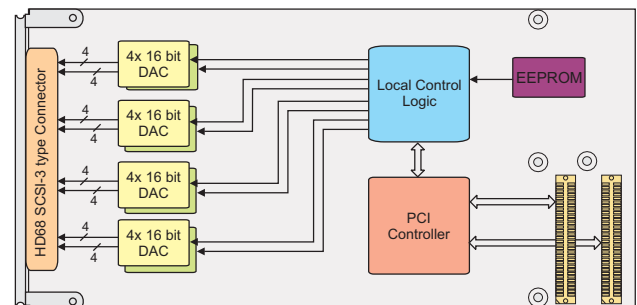 HD68 SCSI-3 type Connector
4
4
4x 16 bit
DAC
4
4
4x 16 bit
DAC
4
4
4x 16 bit
DAC
4
4
4x 16 bit
DAC
Local Control
Logic
EEPROM
PCI
Controller